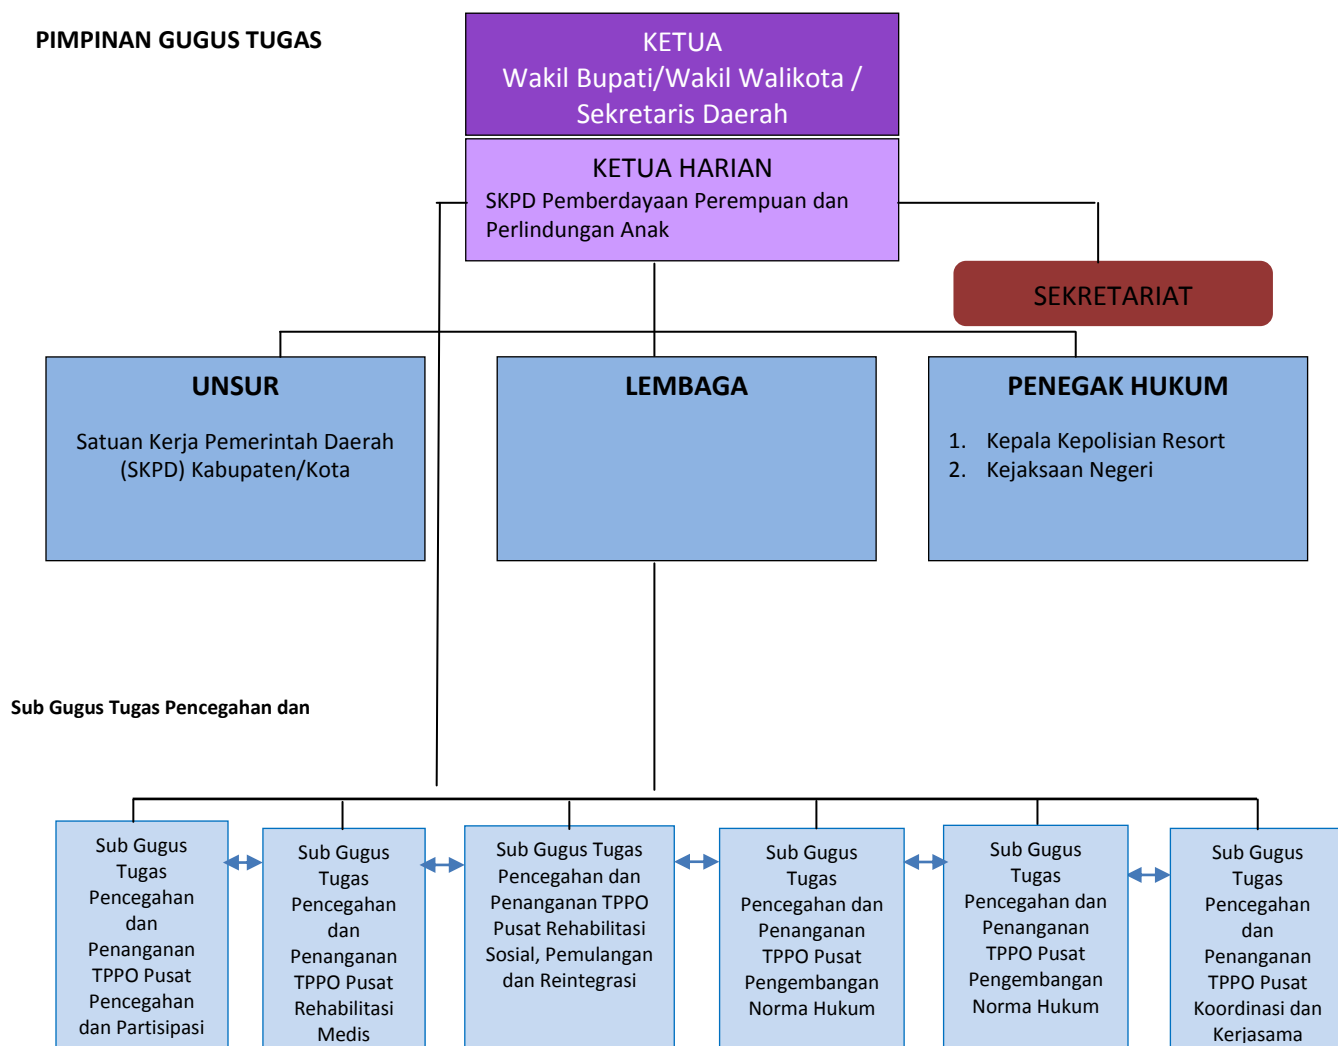 PIMPINAN GUGUS TUGAS
KETUA
Wakil Bupati/Wakil Walikota /
Sekretaris Daerah
KETUA HARIAN
SKPD Pemberdayaan Perempuan dan
Perlindungan Anak
SEKRETARIAT
UNSUR
Satuan Kerja Pemerintah Daerah
(SKPD) Kabupaten/Kota
LEMBAGA
PENEGAK HUKUM
1. Kepala Kepolisian Resort
2. Kejaksaan Negeri
Sub Gugus Tugas Pencegahan dan
Sub Gugus
Tugas
Pencegahan
dan
Penanganan
TPPO Pusat
Pencegahan
dan Partisipasi
Sub Gugus
Tugas
Pencegahan
dan
Penanganan
TPPO Pusat
Rehabilitasi
Medis
Sub Gugus Tugas
Pencegahan dan
Penanganan TPPO
Pusat Rehabilitasi
Sosial, Pemulangan
dan Reintegrasi
Sub Gugus
Tugas
Pencegahan dan
Penanganan
TPPO Pusat
Pengembangan
Norma Hukum
Sub Gugus
Tugas
Pencegahan dan
Penanganan
TPPO Pusat
Pengembangan
Norma Hukum
Sub Gugus
Tugas
Pencegahan
dan
Penanganan
TPPO Pusat
Koordinasi dan
Kerjasama